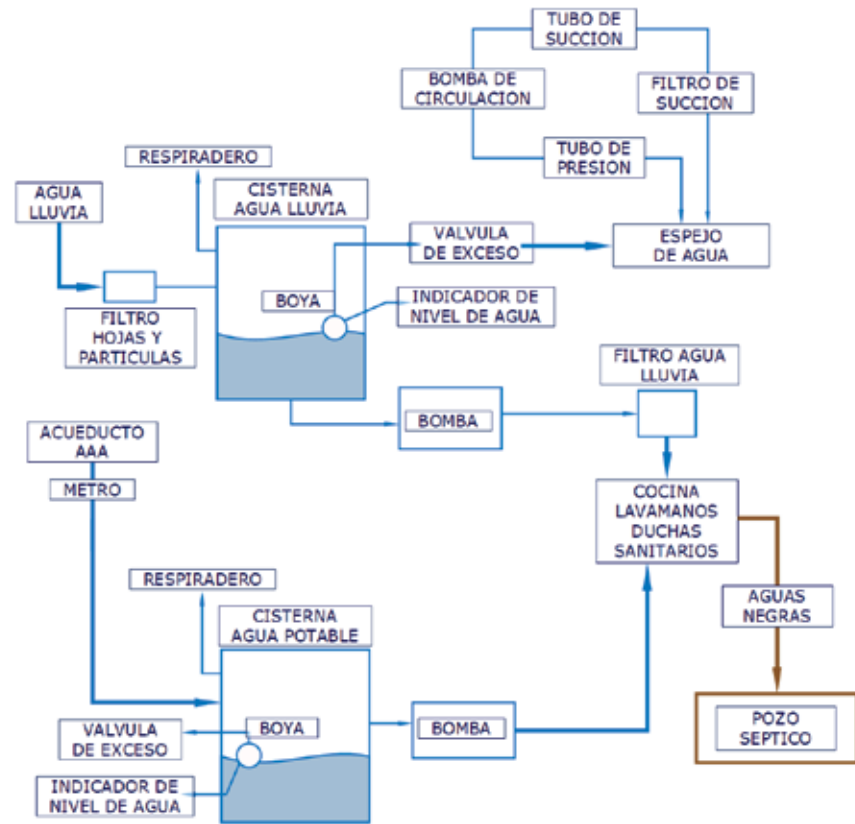 TUBO DE
SUCCION
BOMBA DE
CIRCULACION
FILTRO DE
SUCCION
TUBO DE
PRESION
RESPIRADERO
AGUA
LLUVIA
CISTERNA
AGUA LLUVIA
VALVULA
DE EXCESO
ESPEJO
DE AGUA
BOYA
INDICADOR DE
NIVEL DE AGUA
FILTRO
HOJAS Y
PARTICULAS
FILTRO AGUA
LLUVIA
BOMBA
ACUEDUCTO
AAA
METRO
COCINA
LAVAMANOS
DUCHAS
SANITARIOS
RESPIRADERO
CISTERNA
AGUA POTABLE
AGUAS
NEGRAS
VALVULA
DE EXCESO
BOYA
BOMBA
POZO
SEPTICO
INDICADOR DE
NIVEL DE AGUA